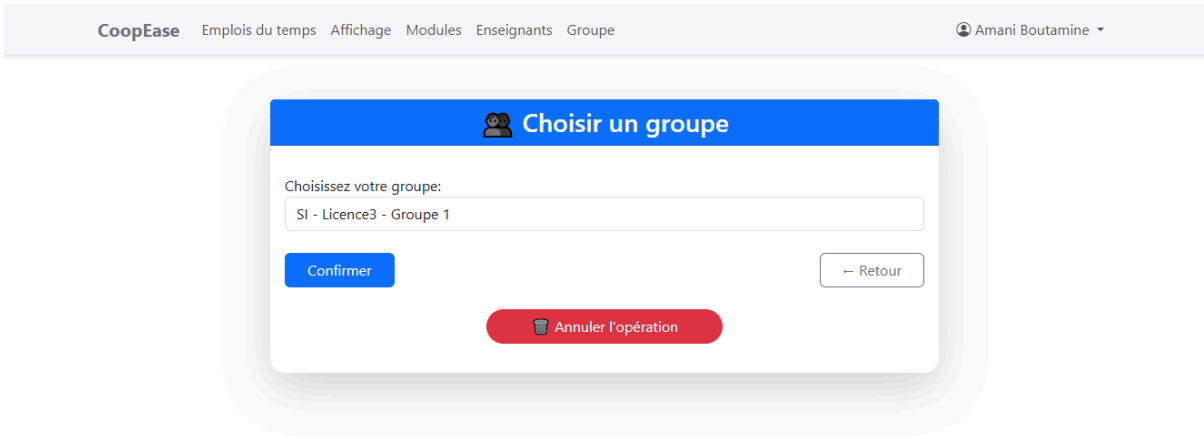 CoopEase Emplois du temps Affichage Modules Enseignants Groupe Amani Boutamine
Choisir un groupe
Choisissez votre groupe:
SI - Licence3 - Groupe 1
Confirmer ← Retour
Annuler l'opération